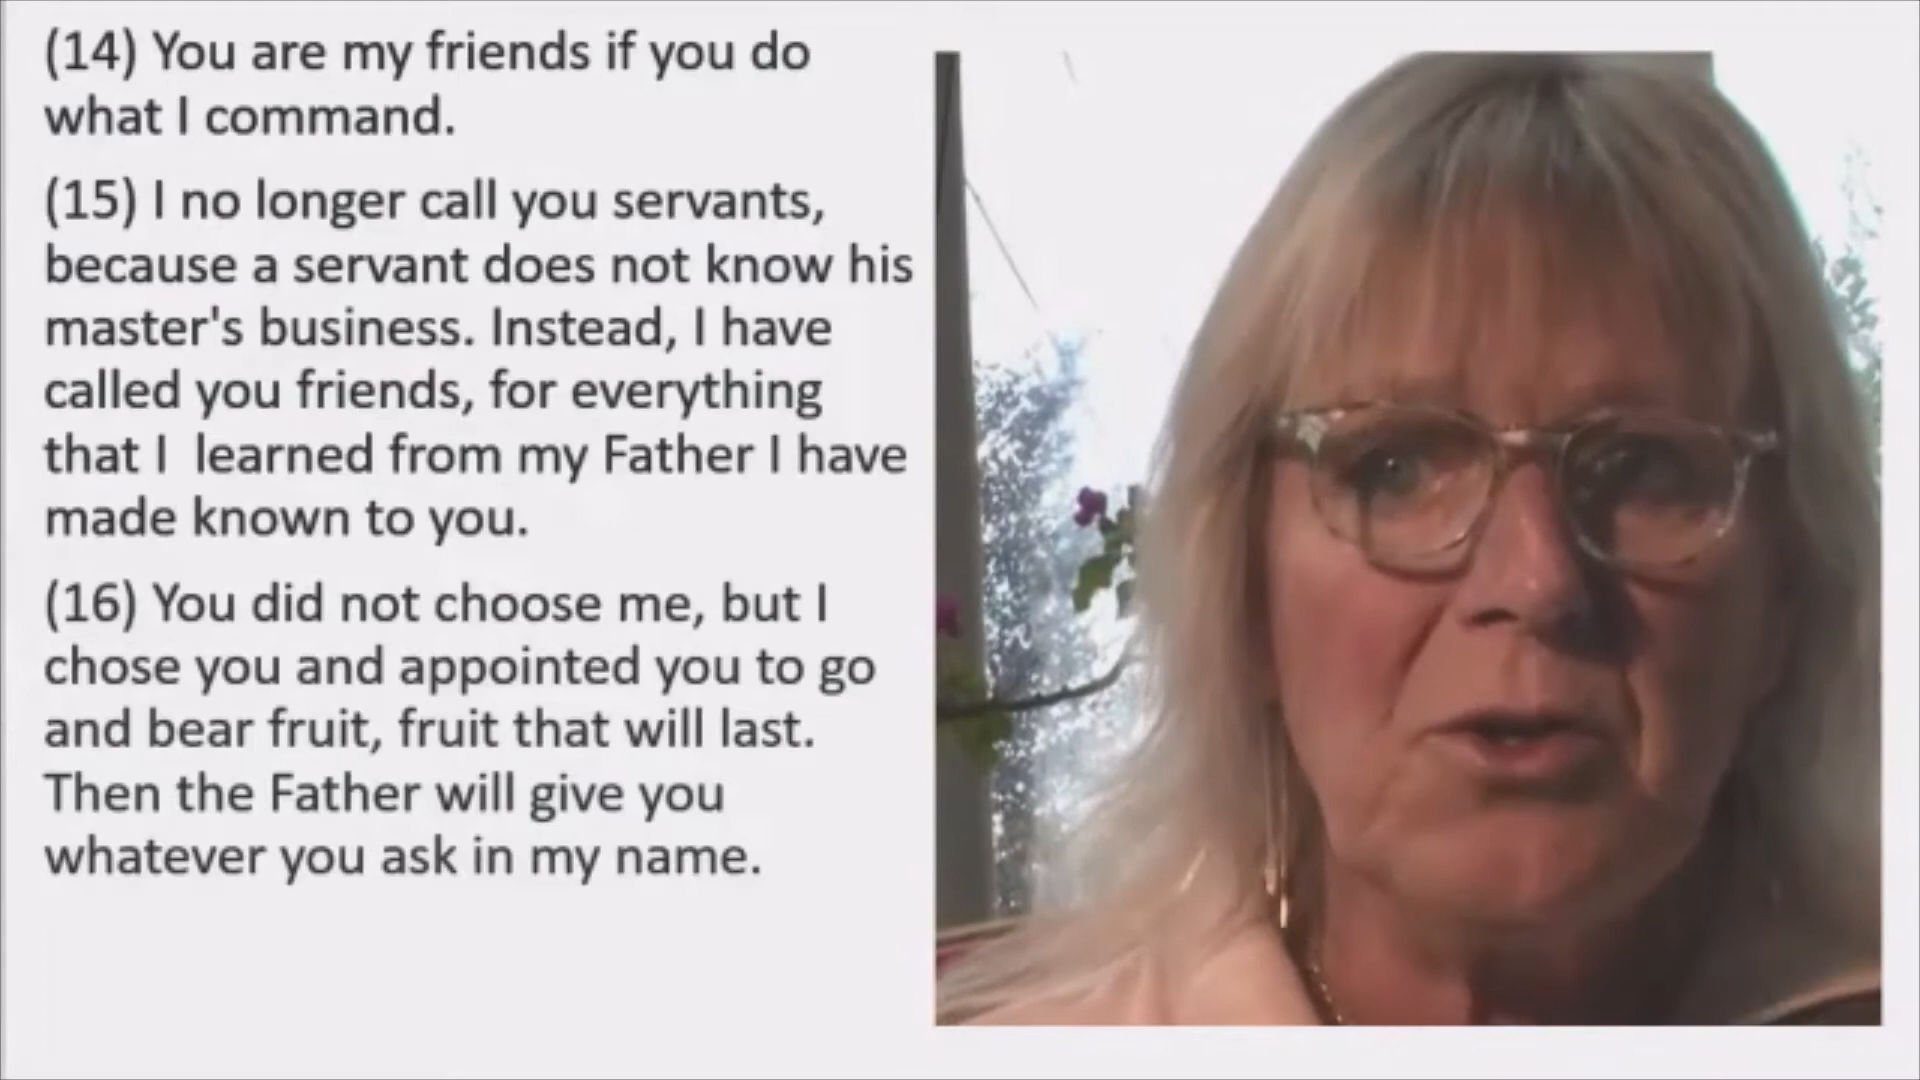 (14) You are my friends if you do
what I command.
(15) I no longer call you servants,
because a servant does not know his
master's business. Instead, I have
called you friends, for everything
that I  learned from my Father I have
made known to you.
(16) You did not choose me, but I
chose you and appointed you to go
and bear fruit, fruit that will last.
Then the Father will give you
whatever you ask in my name.